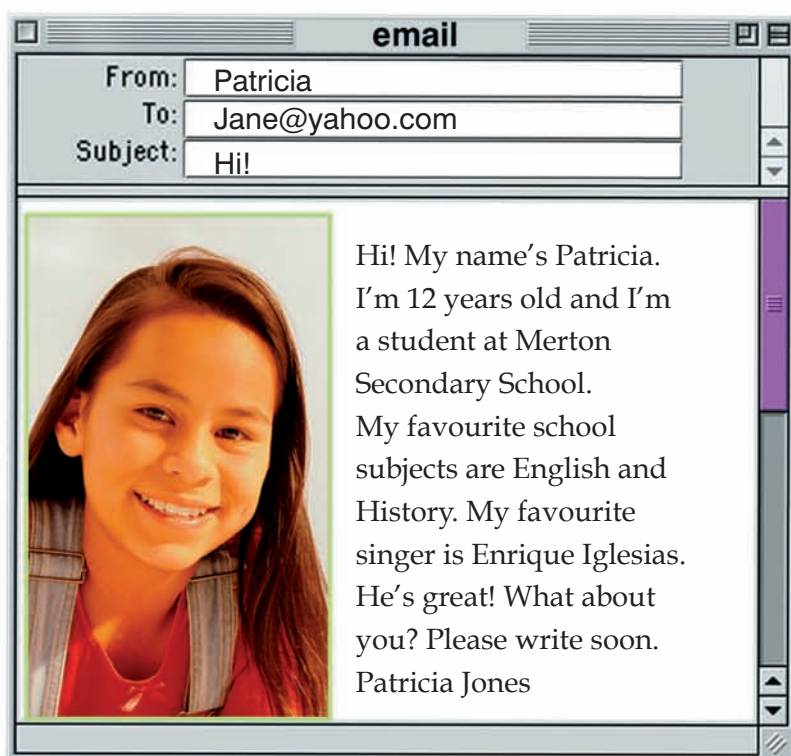 email
From: Patricia
To: Jane@yahoo.com
Subject: Hi!
Hi! My name’s Patricia.
I’m 12 years old and I’m
a student at Merton
Secondary School.
My favourite school
subjects are English and
History. My favourite
singer is Enrique Iglesias.
He’s great! What about
you? Please write soon.
Patricia Jones